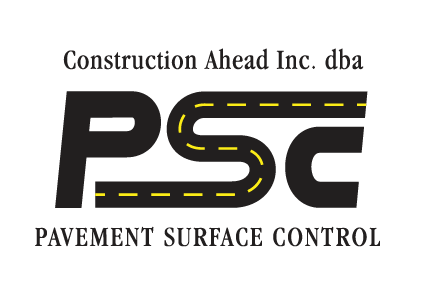 Construction Ahead Inc. dba
PSC
PAVEMENT SURFACE CONTROL